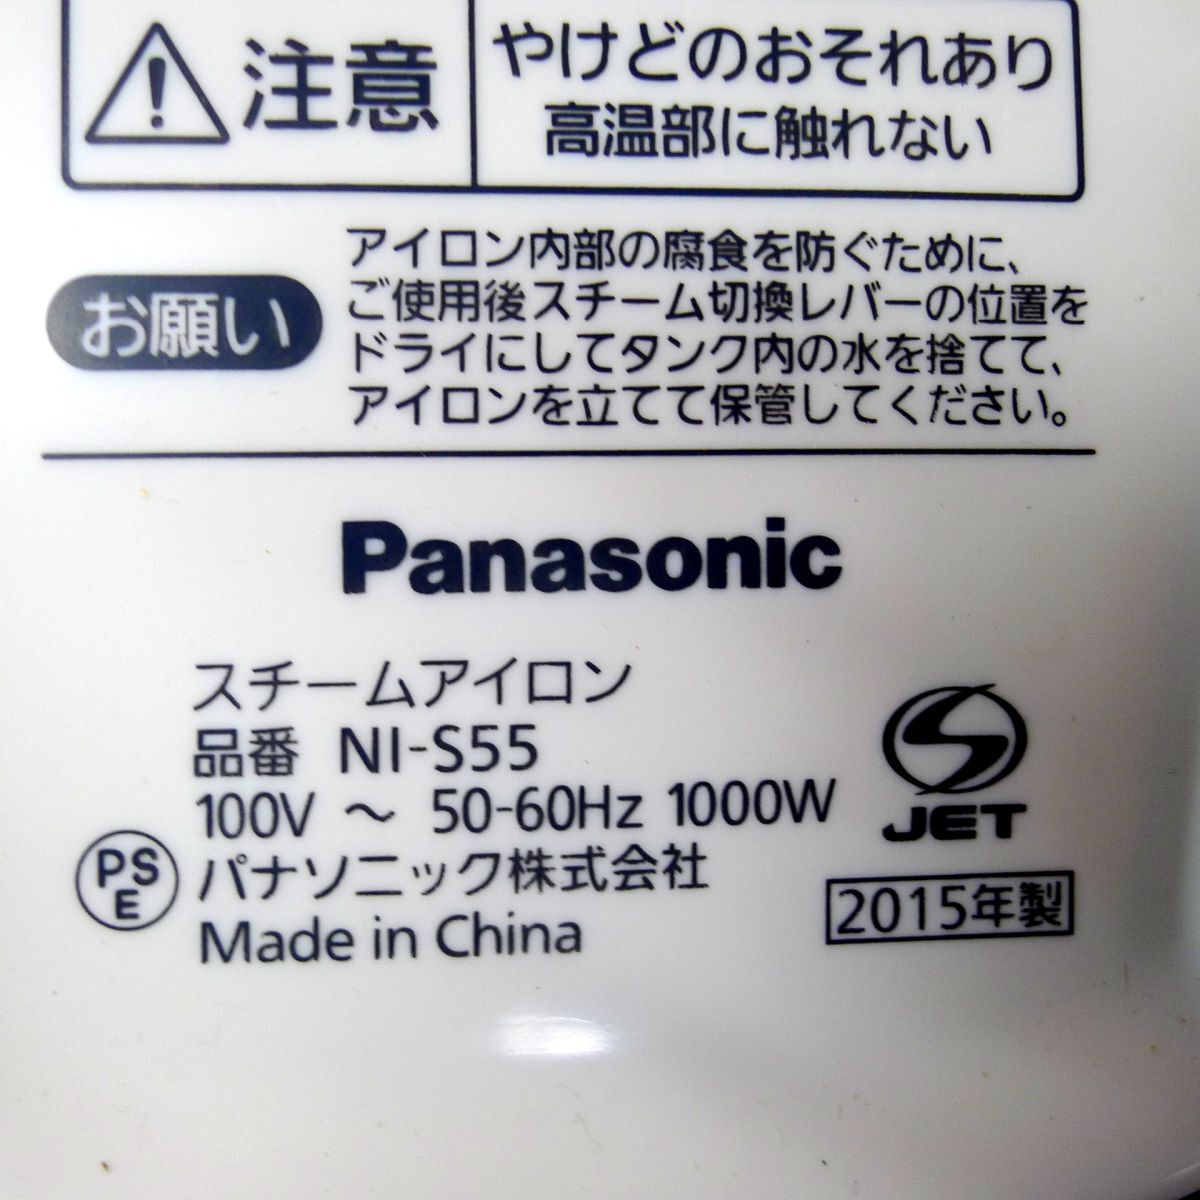 注意
やけどのおそれあり
高温部に触れない
お願い
アイロン内部の腐食を防ぐために、
ご使用後スチーム切換レバーの位置を
ドライにしてタンク内の水を捨てて、
アイロンを立てて保管してください。
Panasonic
スチームアイロン
品番 NI-S55
100V ～ 50-60Hz 1000W
JET
PS
E
パナソニック株式会社
2015年製
Made in China